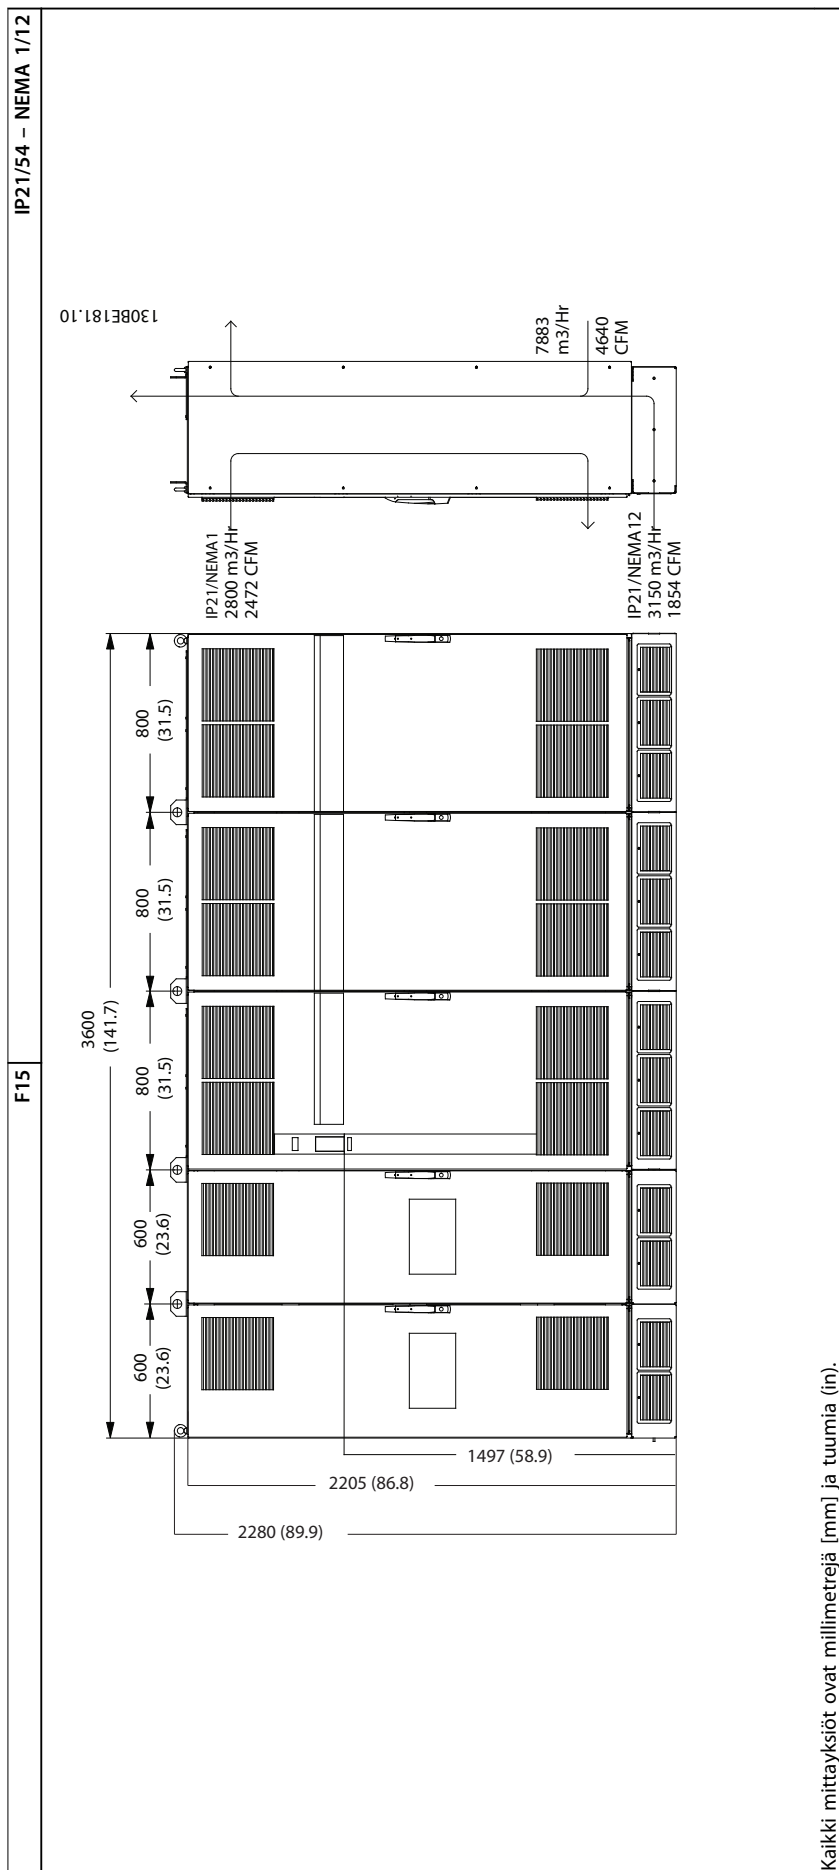 F15
IP21/54 – NEMA 1/12
130BE181.10
3600
(141.7)
600
(23.6)
600
(23.6)
800
(31.5)
800
(31.5)
800
(31.5)
2280 (89.9)
2205 (86.8)
1497 (58.9)
IP21/NEMA1
2800 m3/Hr
2472 CFM
7883
m3/Hr
4640
CFM
IP21/NEMA12
3150 m3/Hr
1854 CFM
Kaikki mittayksiöt ovat millimetrejä [mm] ja tuumia (in).